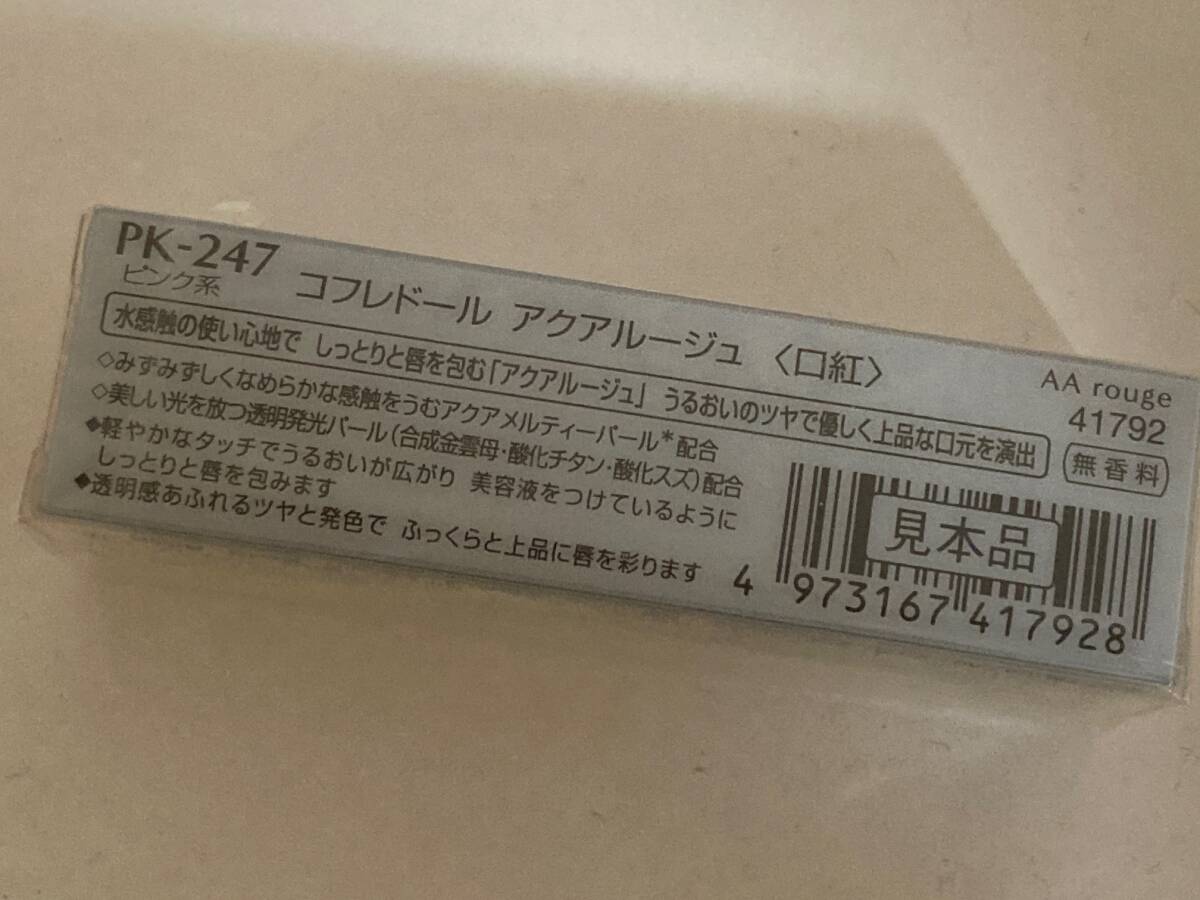 PK-247
ピンク系
コフレドール アクアルージュ 〈口紅〉
AA rouge
41792
水感触の使い心地で しっとりと唇を包む「アクアルージュ」 うるおいのツヤで優しく上品な口元を演出
無香料
◇みずみずしくなめらかな感触をうむアクアメルティーパール*配合
◇美しい光を放つ透明発光パール(合成金雲母・酸化チタン・酸化スズ)配合
◆軽やかなタッチでうるおいが広がり 美容液をつけているように
しっとりと唇を包みます
◆透明感あふれるツヤと発色で ふっくらと上品に唇を彩ります
見本品
4 973167 417928